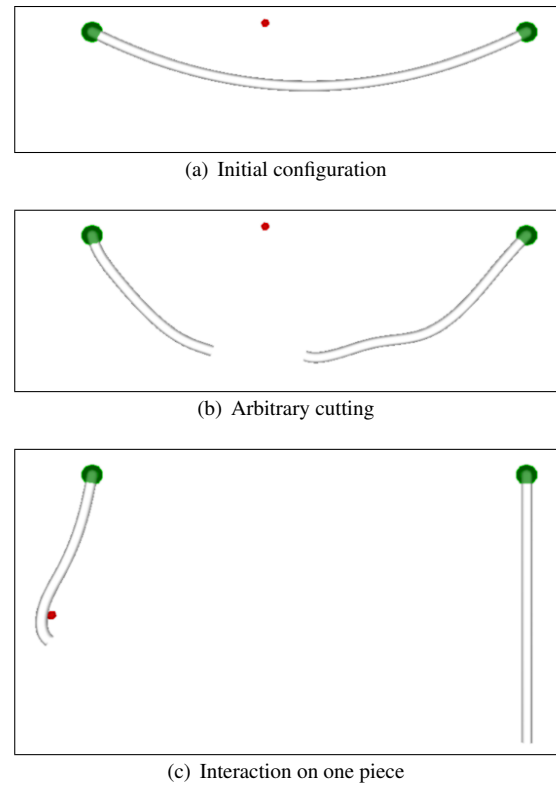 (a) Initial configuration
(b) Arbitrary cutting
(c) Interaction on one piece